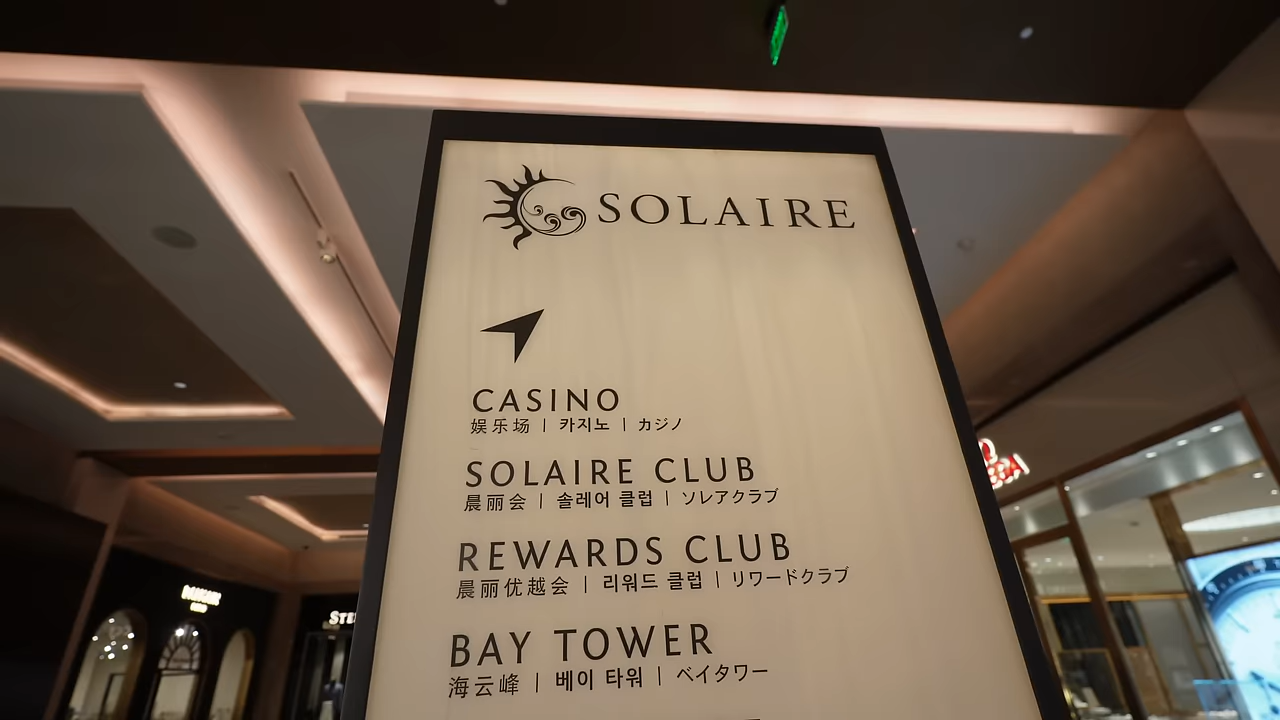 SOLAIRE
CASINO
娱乐场 | 카지노 | カジノ
SOLAIRE CLUB
晨丽会 | 솔레어 클럽 | ソレアクラブ
REWARDS CLUB
晨丽优越会 | 리워드 클럽 | リワードクラブ
BAY TOWER
海云峰 | 베이 타워 | ベイタワー